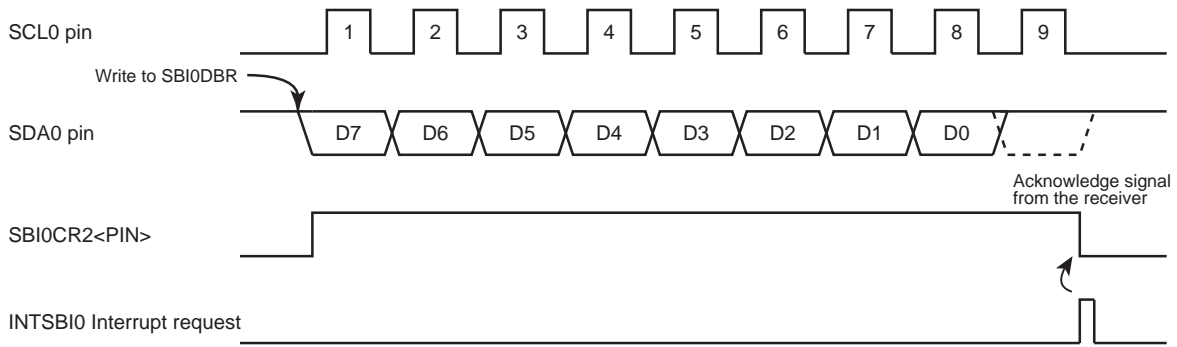 SCL0 pin
1 2 3 4 5 6 7 8 9
Write to SBI0DBR
SDA0 pin
D7 D6 D5 D4 D3 D2 D1 D0
Acknowledge signal
from the receiver
SBI0CR2<PIN>
INTSBI0 Interrupt request